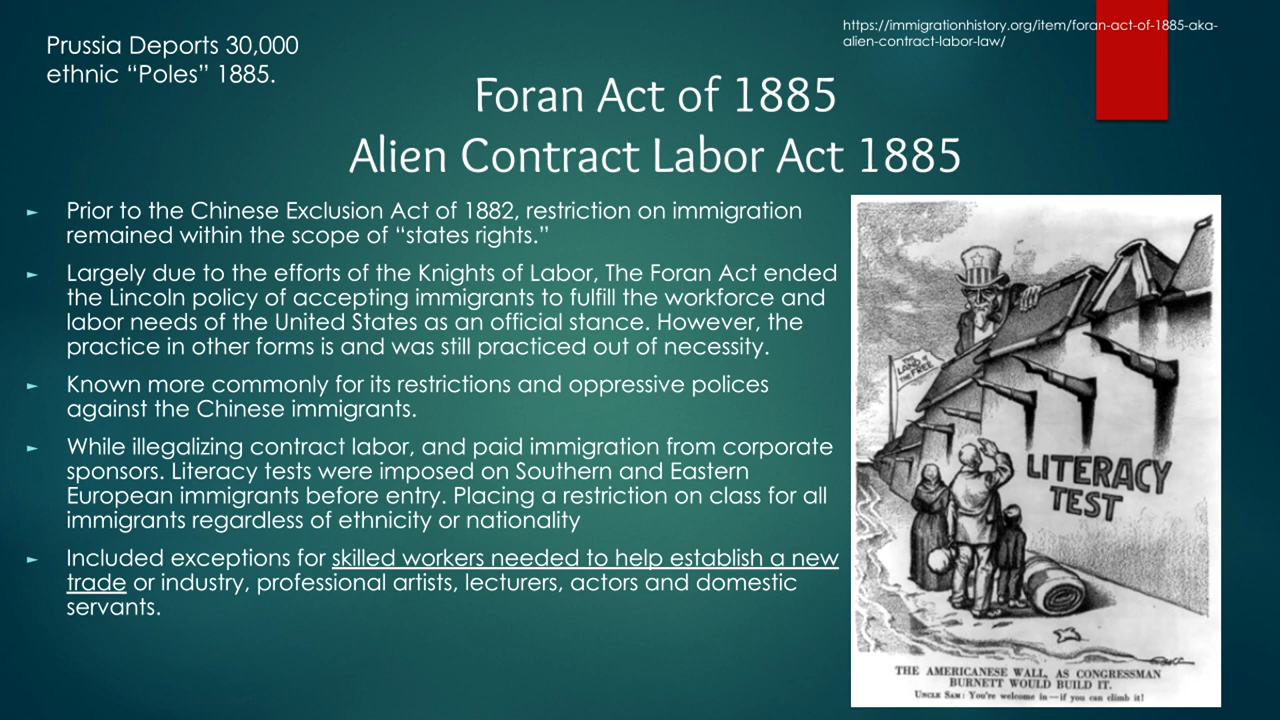 Prussia Deports 30,000
ethnic “Poles” 1885.
https://immigrationhistory.org/item/foran-act-of-1885-aka-
alien-contract-labor-law/
Foran Act of 1885
Alien Contract Labor Act 1885
Prior to the Chinese Exclusion Act of 1882, restriction on immigration
remained within the scope of “states rights.”
Largely due to the efforts of the Knights of Labor, The Foran Act ended
the Lincoln policy of accepting immigrants to fulfill the workforce and
labor needs of the United States as an official stance. However, the
practice in other forms is and was still practiced out of necessity.
Known more commonly for its restrictions and oppressive polices
against the Chinese immigrants.
While illegalizing contract labor, and paid immigration from corporate
sponsors. Literacy tests were imposed on Southern and Eastern
European immigrants before entry. Placing a restriction on class for all
immigrants regardless of ethnicity or nationality
Included exceptions for skilled workers needed to help establish a new
trade or industry, professional artists, lecturers, actors and domestic
servants.
THE
LAND
OF
THE FREE
LITERACY
TEST
THE AMERICANESE WALL, AS CONGRESSMAN
BURNETT WOULD BUILD IT.
UNCLE SAM: You're welcome in—if you can climb it!